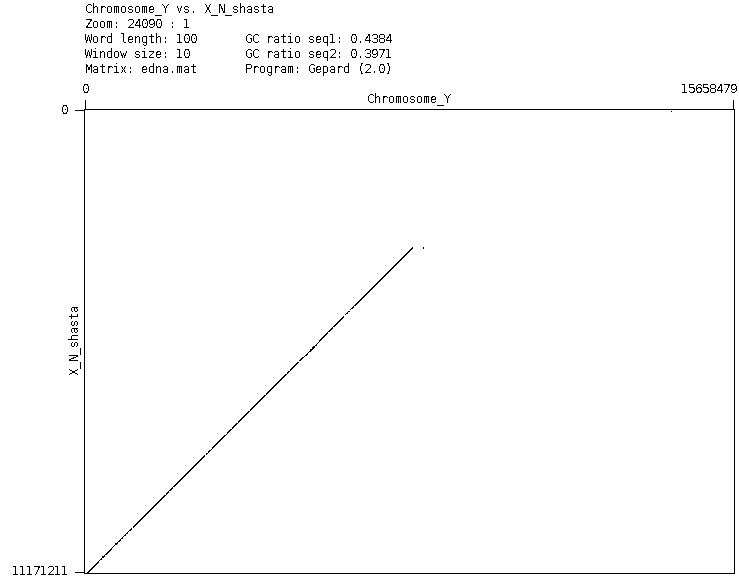 Chromosome_Y vs. X_N_shasta
Zoom: 24090 : 1
Word length: 100 GC ratio seq1: 0.4384
Window size: 10 GC ratio seq2: 0.3971
Matrix: edna.mat Program: Gepard (2.0)
0 15658479
Chromosome_Y
0
X_N_shasta
11171211